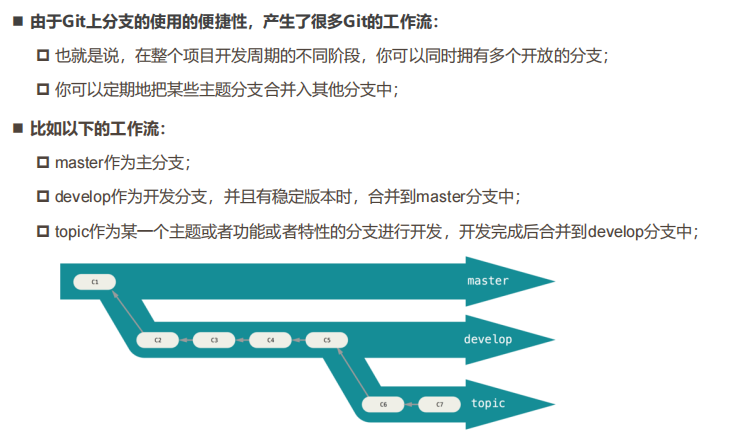 由于Git上分支的使用的便捷性，产生了很多Git的工作流：
也就是说，在整个项目开发周期的不同阶段，你可以同时拥有多个开放的分支；
你可以定期地把某些主题分支合并入其他分支中；
比如以下的工作流：
master作为主分支；
develop作为开发分支，并且有稳定版本时，合并到master分支中；
topic作为某一个主题或者功能或者特性的分支进行开发，开发完成后合并到develop分支中；
C1
master
C2 C3 C4 C5
develop
C6 C7
topic